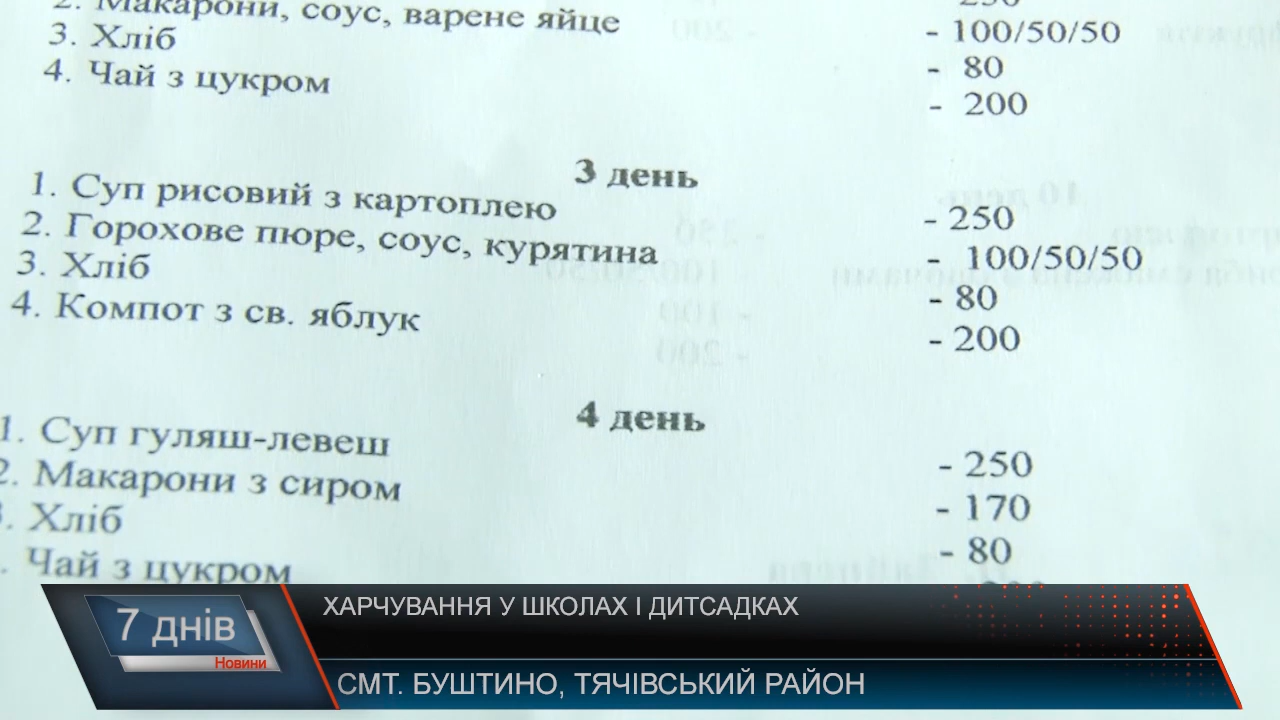 2. Макарони, соус, варене яйце - 100/50/50
3. Хліб - 80
4. Чай з цукром - 200
3 день
1. Суп рисовий з картоплею - 250
2. Горохове пюре, соус, курятина - 100/50/50
3. Хліб - 80
4. Компот з св. яблук - 200
4 день
1. Суп гуляш-левеш - 250
2. Макарони з сиром - 170
3. Хліб - 80
Чай з цукром
7 днів
Новини
ХАРЧУВАННЯ У ШКОЛАХ І ДИТСАДКАХ
СМТ. БУШТИНО, ТЯЧІВСЬКИЙ РАЙОН